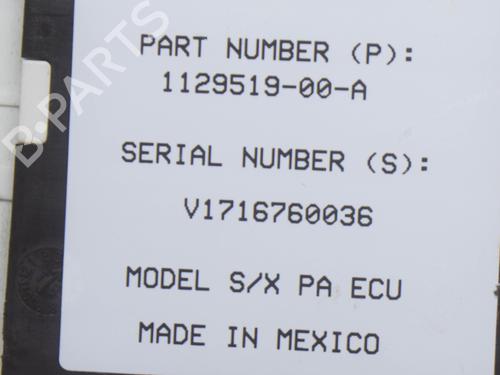 PART NUMBER (P):
1129519-00-A
SERIAL NUMBER (S):
V1716760036
MODEL S/X PA ECU
MADE IN MEXICO
B-PARTS